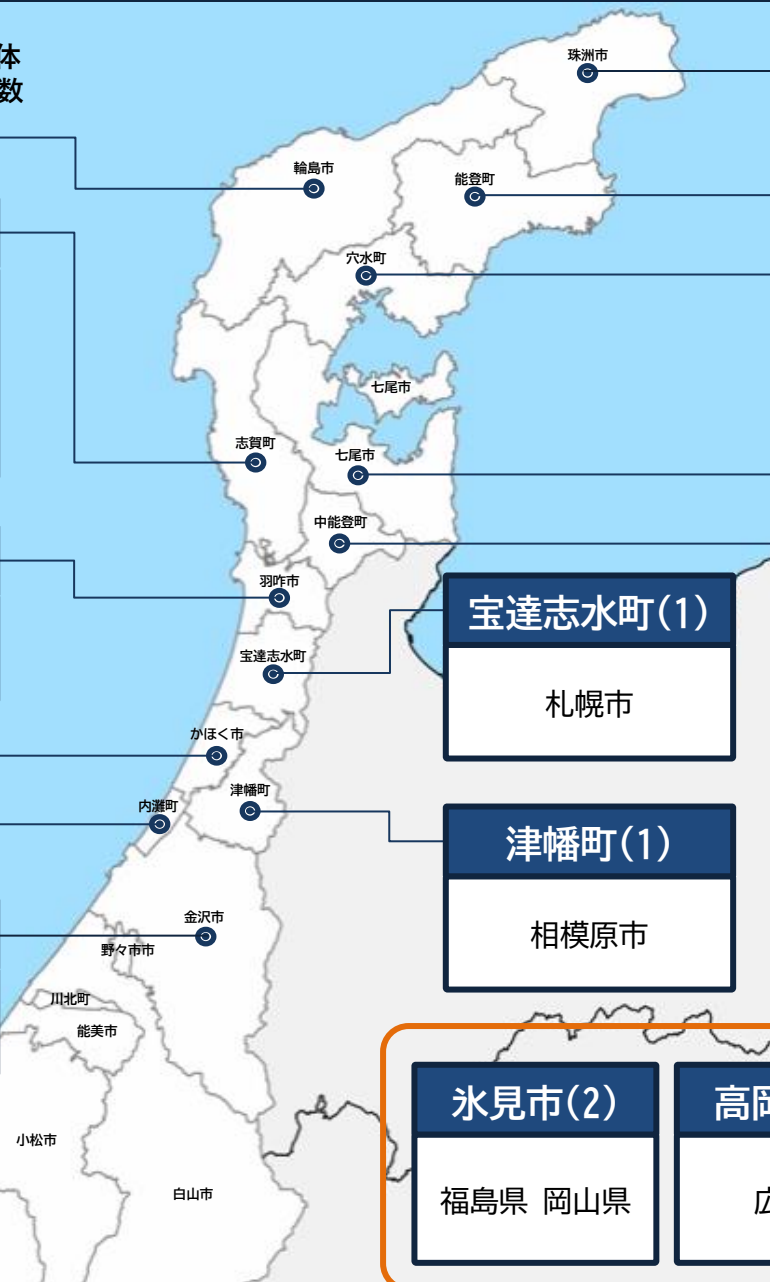 体
数
珠洲市
輪島市
能登町
穴水町
七尾市
志賀町
七尾市
中能登町
羽咋市
宝達志水町(1)
札幌市
宝達志水町
かほく市
津幡町
内灘町
津幡町(1)
相模原市
金沢市
野々市市
川北町
能美市
氷見市(2)
福島県 岡山県
高岡
広
小松市
白山市